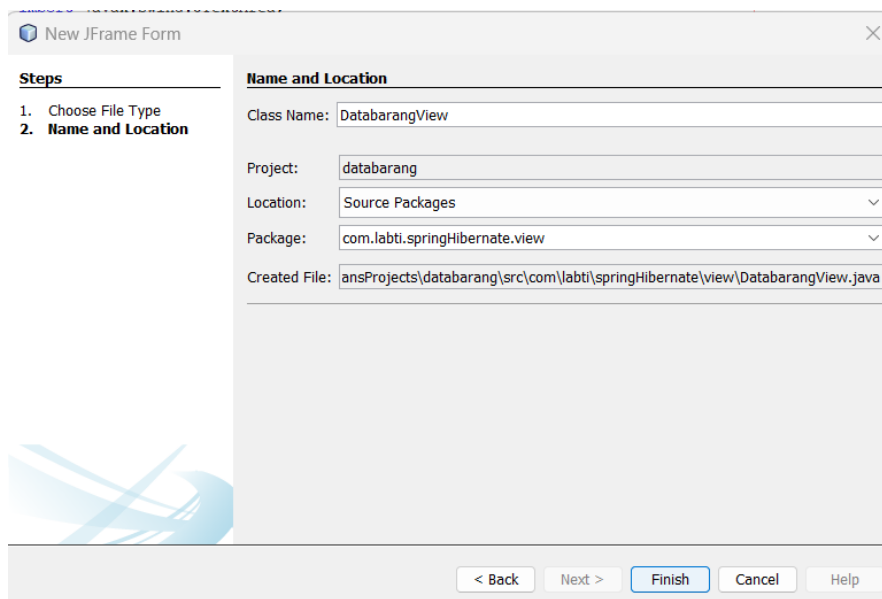 New JFrame Form
Steps
1. Choose File Type
2. Name and Location
Name and Location
Class Name: DatabarangView
Project: databarang
Location: Source Packages
Package: com.labti.springHibernate.view
Created File: ansProjects\databarang\src\com\labti\springHibernate\view\DatabarangView.java
< Back Next > Finish Cancel Help